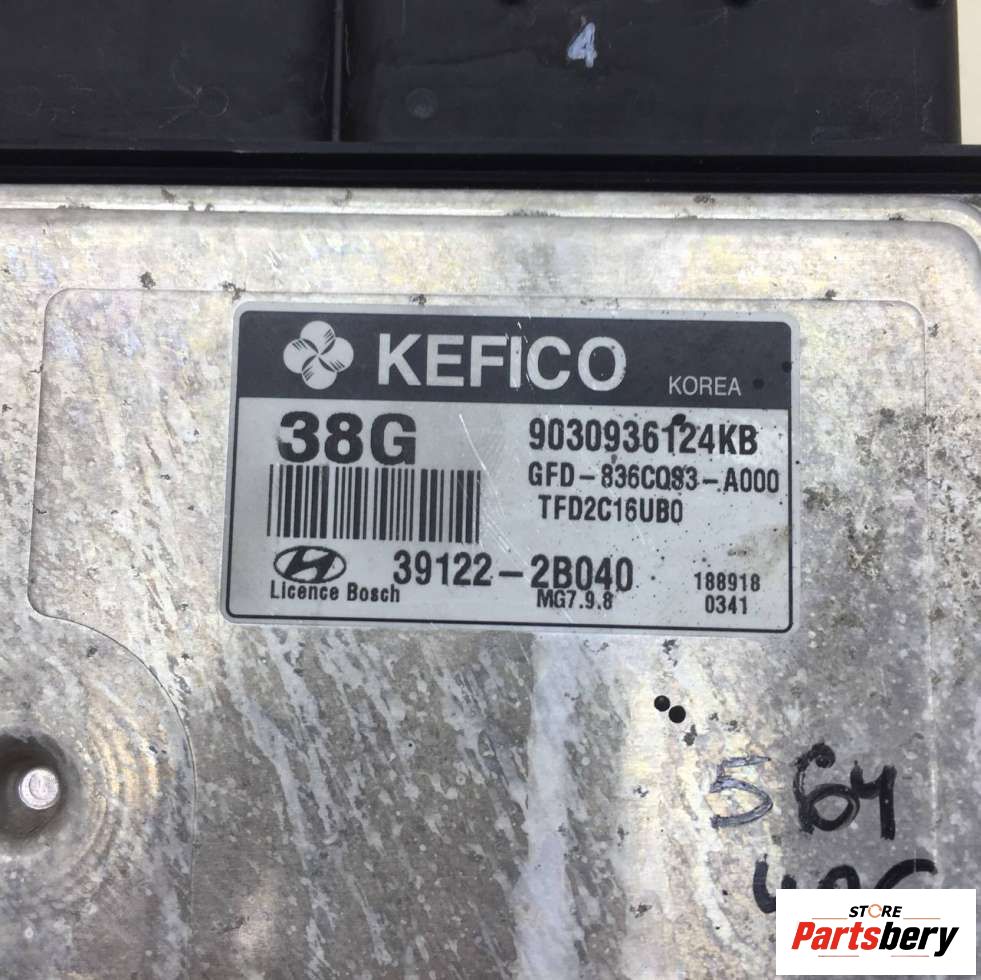 4
KEFICO
KOREA
38G
9030936124KB
GFD-836CQ83-A000
TFD2C16UB0
39122-2B040
Licence Bosch
MG7.9.8
188918
0341
564
STORE
Partsbery